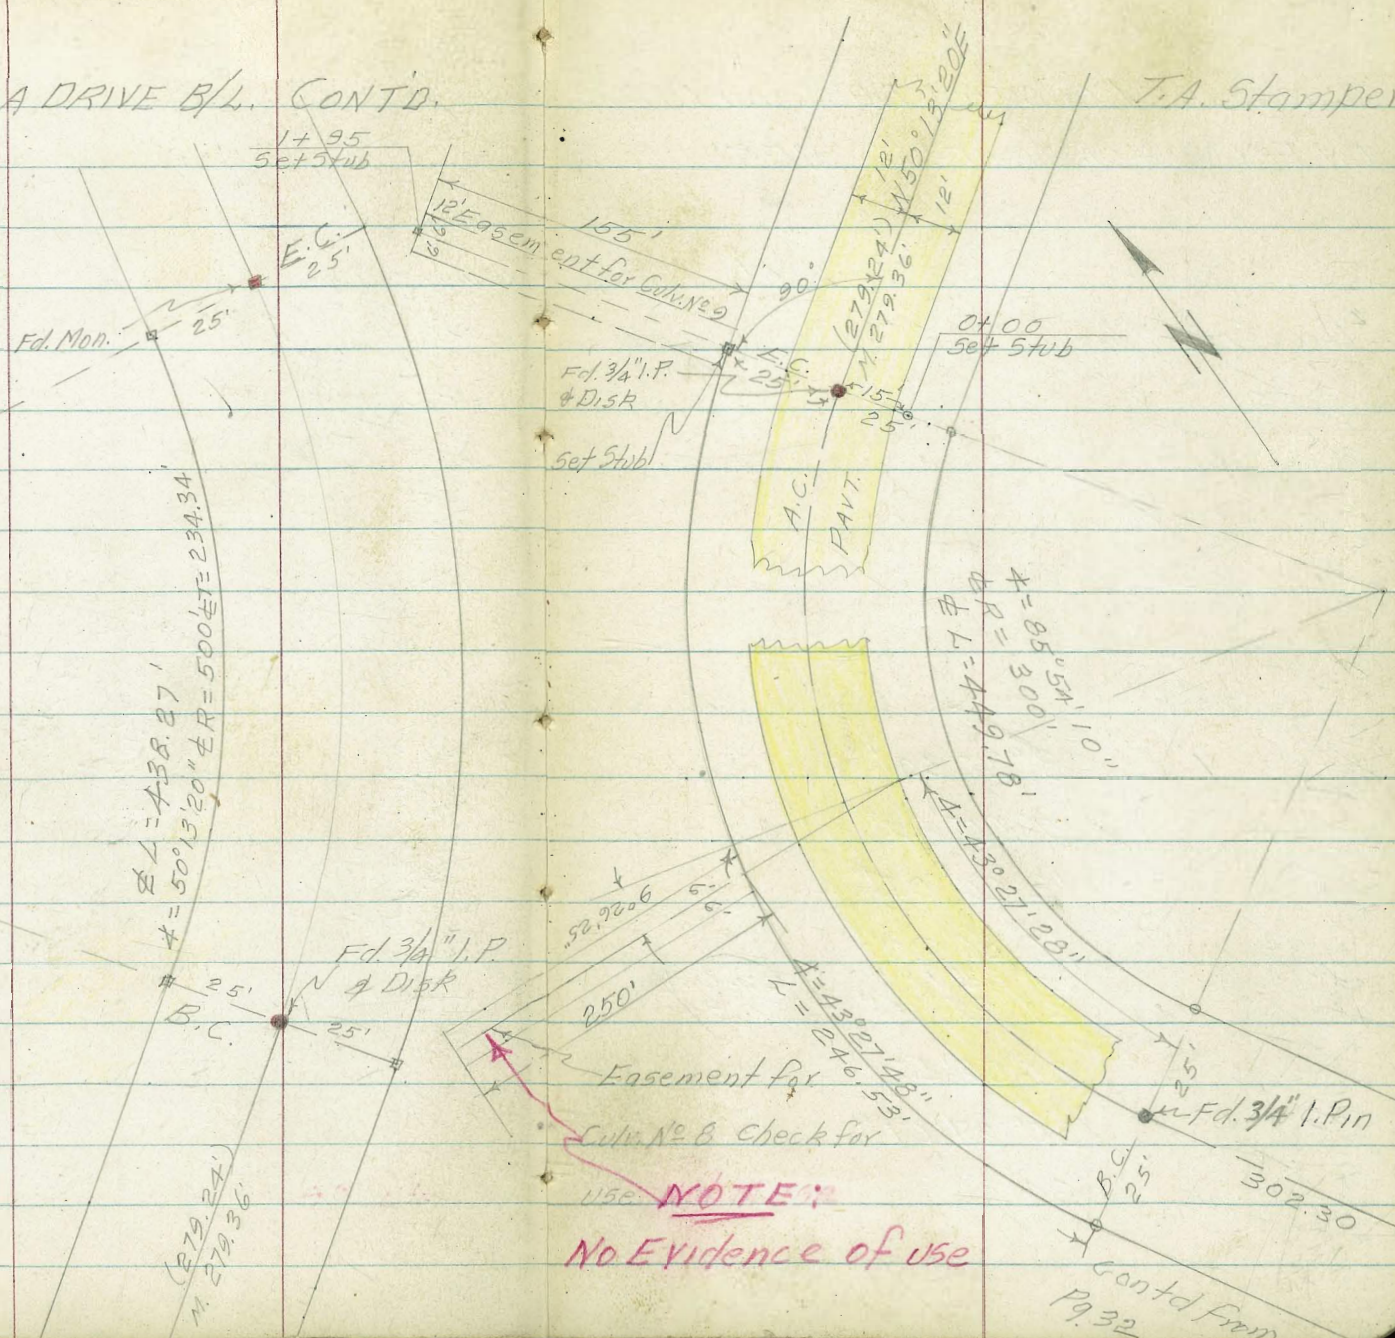 A DRIVE B/L. CONT'D.
T.A. Stamper
1+95
Set Stub
E.C.
25'
25'
Fd. Mon.
12' Easement for Culv. Nº 9
6' 6'
155'
90°
Fd. 3/4" I.P.
& Disk
Set Stub
E.C.
25'
15'
25'
0+00
Set Stub
12'
12'
N 50° 13' 20" E
(279.24')
M. 279.36'
A.C.
PAVT.
℄ L = 438.27'
∡ = 50° 13' 20" ℄ R = 500' ℄ T = 234.34'
∡ = 85° 54' 10"
℄ R = 300'
℄ L = 449.78'
∡ = 43° 27' 28"
9° 26' 25"
5'
6'
250'
∡ = 43° 27' 48"
L = 246.53'
Fd. 3/4" I.P.
& Disk
25'
B.C.
25'
(279.24')
M. 279.36'
Easement for
Culv. Nº 8 Check for
use
NOTE:
No Evidence of use
25'
Fd. 3/4" I. Pin
B.C.
25'
302.30
Contd from
Pg. 32